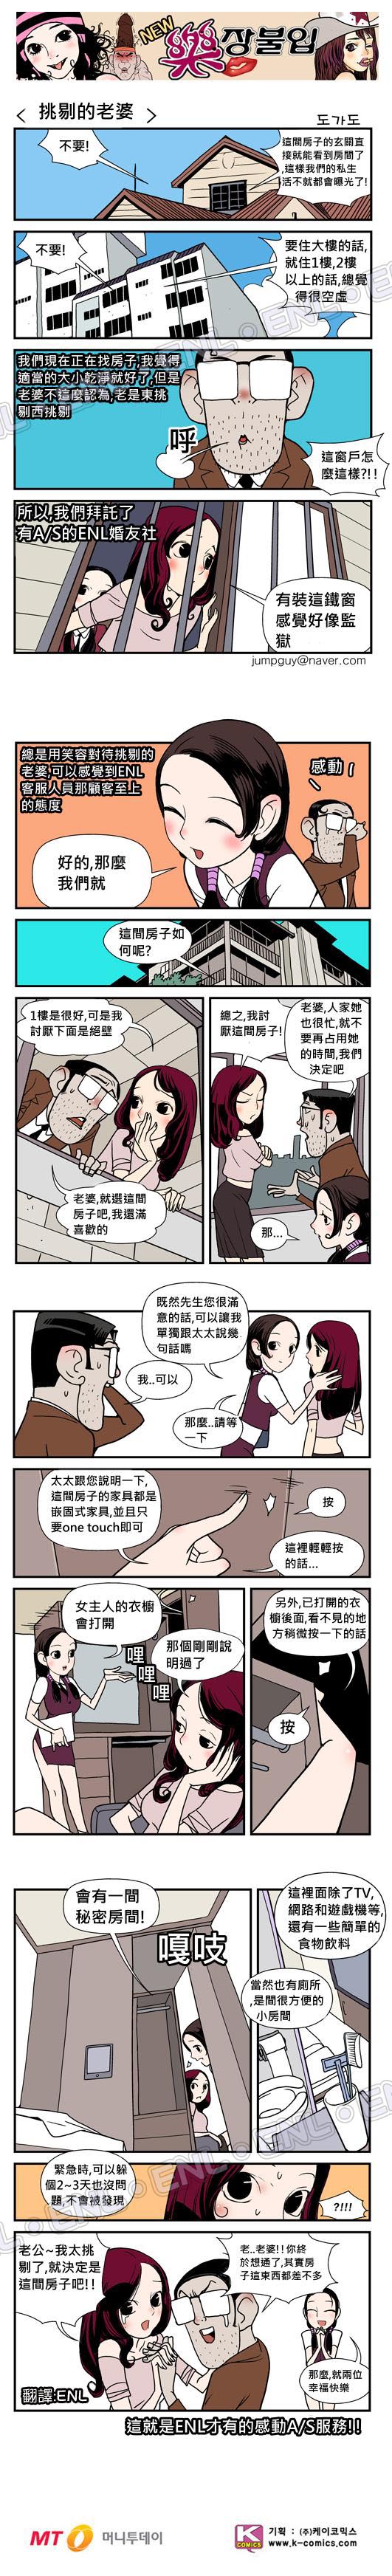 NEW 樂장불입
< 挑剔的老婆 >
도가도
不要!
這間房子的玄關直
接就能看到房間了
,這樣我們的私生
活不就都會曝光了!
不要!
要住大樓的話,
就住1樓,2樓
以上的話,總覺
得很空虛
我們現在正在找房子,我覺得
適當的大小乾淨就好了,但是
老婆不這麼認為,老是東挑
剔西挑剔
呼
這窗戶怎
麼這樣?!!
所以,我們拜託了
有A/S的ENL婚友社
有裝這鐵窗
感覺好像監
獄
jumpguy@naver.com
總是用笑容對待挑剔的
老婆,可以感覺到ENL
客服人員那顧客至上
的態度
感動
好的,那麼
我們就
這間房子如
何呢?
1樓是很好,可是我
討厭下面是絕壁
老婆,就選這間
房子吧,我還滿
喜歡的
總之,我討
厭這間房子!
老婆,人家她
也很忙,就不
要再占用她
的時間,我們
決定吧
那...
既然先生您很滿
意的話,可以讓我
單獨跟太太說幾
句話嗎
我..可以
那麼..請等
一下
太太跟您說明一下,
這間房子的家具都是
嵌固式家具,並且只
要one touch即可
按
這裡輕輕按
的話...
女主人的衣櫥
會打開
哩
哩
哩
那個剛剛說
明過了
另外,已打開的衣
櫥後面,看不見的地
方稍微按一下的話
按
會有一間
秘密房間!
嘎吱
這裡面除了TV,
網路和遊戲機等,
還有一些簡單的
食物飲料
當然也有廁所
,是間很方便的
小房間
緊急時,可以躲
個2~3天也沒問
題,不會被發現
?!!!
老公~我太挑
剔了,就決定是
這間房子吧!!
老..老婆!!你終
於想通了,其實房
子這東西都差不多
那麼,就兩位
幸福快樂
翻譯:ENL
這就是ENL才有的感動A/S服務!!
MT 머니투데이
K COMICS
기획 : (주)케이코믹스
www.k-comics.com
ENL